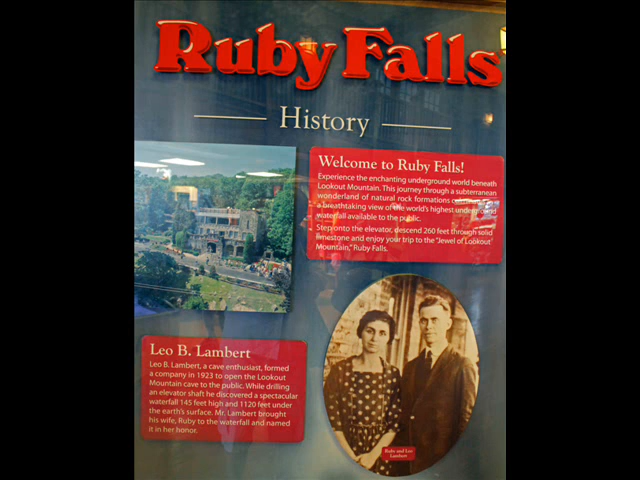 Ruby Falls
History
Welcome to Ruby Falls!
Experience the enchanting underground world beneath
Lookout Mountain. This journey through a subterranean
wonderland of natural rock formations
a breathtaking view of the world's highest
waterfall available to the public.
Step onto the elevator, descend 260 feet through solid
limestone and enjoy your trip to the "Jewel of Lookout
Mountain," Ruby Falls.
Leo B. Lambert
Leo B. Lambert, a cave enthusiast, formed
a company in 1923 to open the Lookout
Mountain cave to the public. While drilling
an elevator shaft he discovered a spectacular
waterfall 145 feet high and 1120 feet under
the earth's surface. Mr. Lambert brought
his wife, Ruby to the waterfall and named
it in her honor.
Ruby and Leo
Lambert